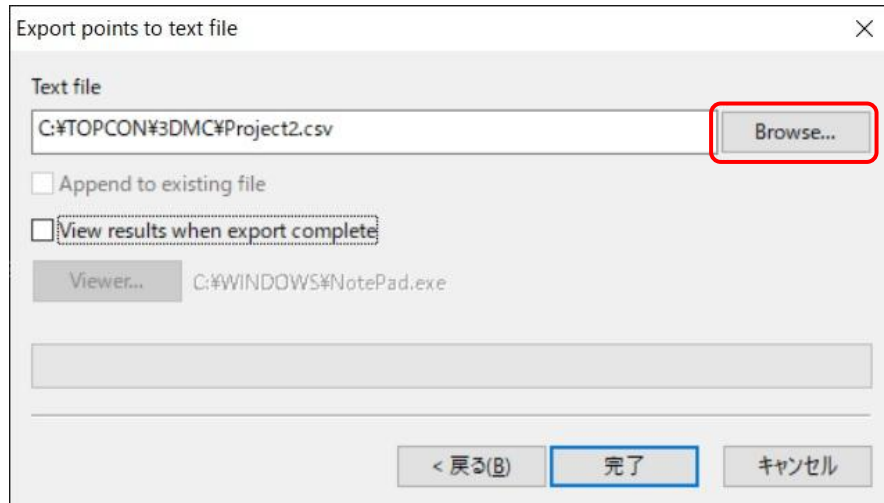 Export points to text file
Text file
C:¥TOPCON¥3DMC¥Project2.csv
Browse...
Append to existing file
View results when export complete
Viewer...
C:¥WINDOWS¥NotePad.exe
< 戻る(B)
完了
キャンセル